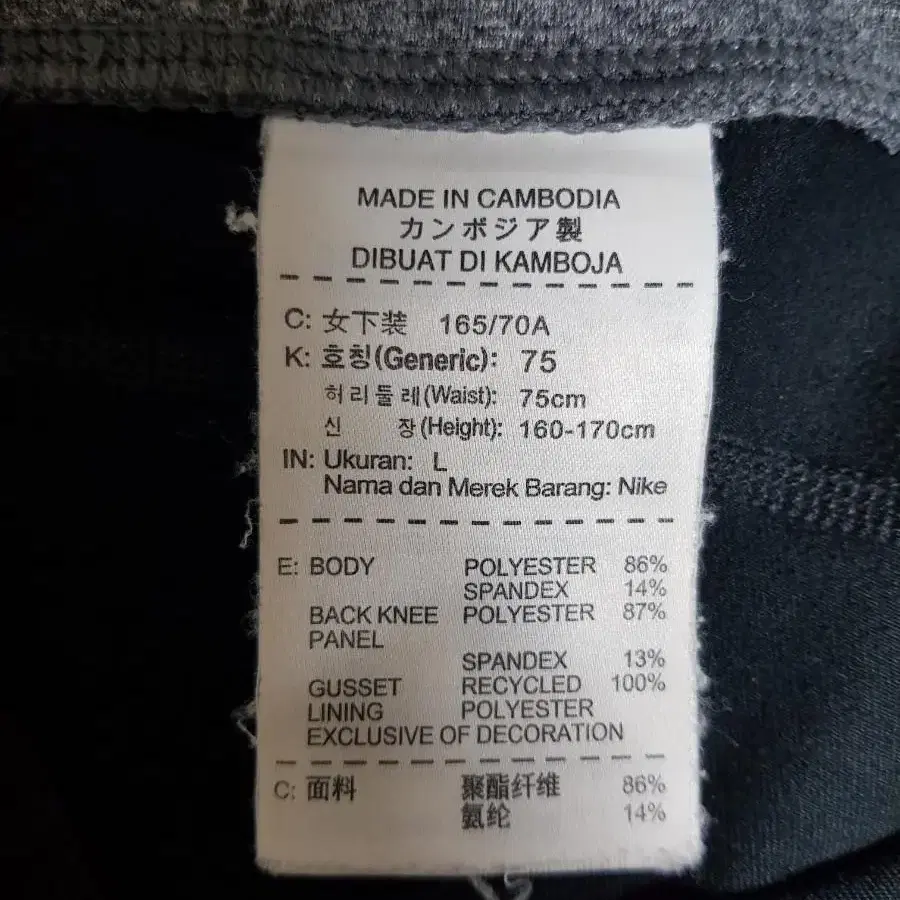 MADE IN CAMBODIA
カンボジア製
DIBUAT DI KAMBOJA
C: 女下装 165/70A
K: 호칭(Generic): 75
허리둘레(Waist): 75cm
신 장(Height): 160-170cm
IN: Ukuran: L
Nama dan Merek Barang: Nike
E: BODY POLYESTER 86%
SPANDEX 14%
BACK KNEE POLYESTER 87%
PANEL
SPANDEX 13%
GUSSET RECYCLED 100%
LINING POLYESTER
EXCLUSIVE OF DECORATION
C: 面料 聚酯纤维 86%
氨纶 14%